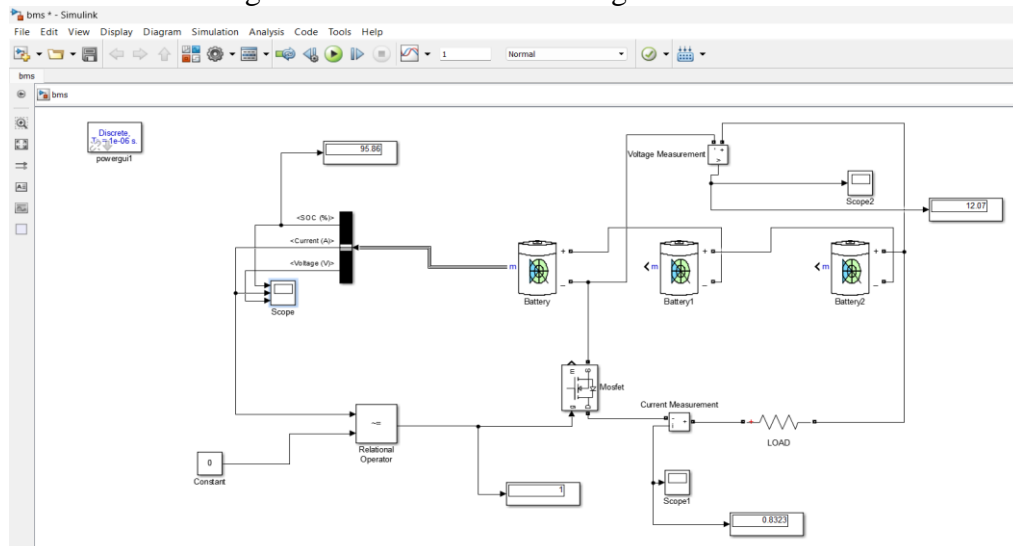 bms * - Simulink
File Edit View Display Diagram Simulation Analysis Code Tools Help
1
Normal
bms
bms
Discrete,
= 1e-06 s.
powergui1
95.86
Voltage Measurement
Scope2
12.07
<SOC (%)>
<Current (A)>
<Voltage (V)>
Scope
m
+
_
Battery
m
+
_
Battery1
m
+
_
Battery2
Mosfet
Current Measurement
-
+
i
LOAD
~=
Relational
Operator
0
Constant
1
Scope1
0.8323